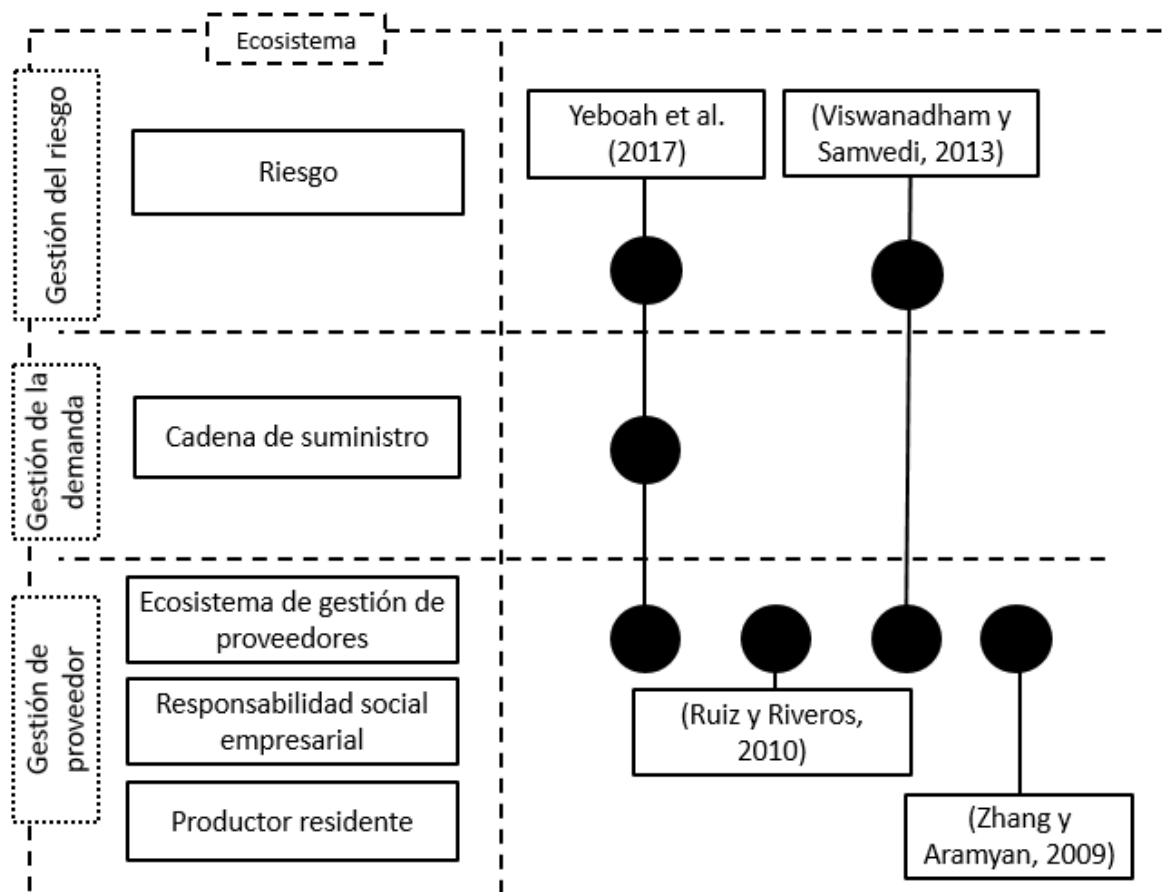 Ecosistema
Gestión del riesgo
Riesgo
Yeboah et al.
(2017)
(Viswanadham y
Samvedi, 2013)
Gestión de la
demanda
Cadena de suministro
Gestión de
proveedor
Ecosistema de gestión de
proveedores
Responsabilidad social
empresarial
Productor residente
(Ruiz y Riveros,
2010)
(Zhang y
Aramyan, 2009)